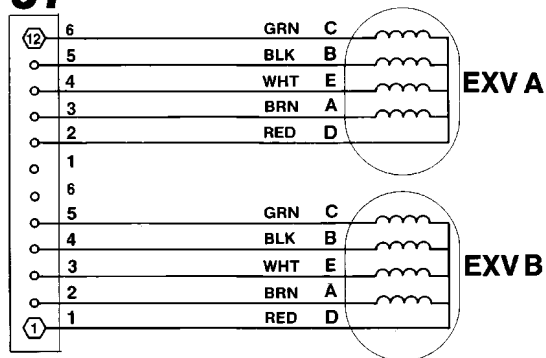 12 6 GRN C
5 BLK B
4 WHT E
EXV A
3 BRN A
2 RED D
1
6
5 GRN C
4 BLK B
3 WHT E
EXV B
2 BRN A
1 1 RED D